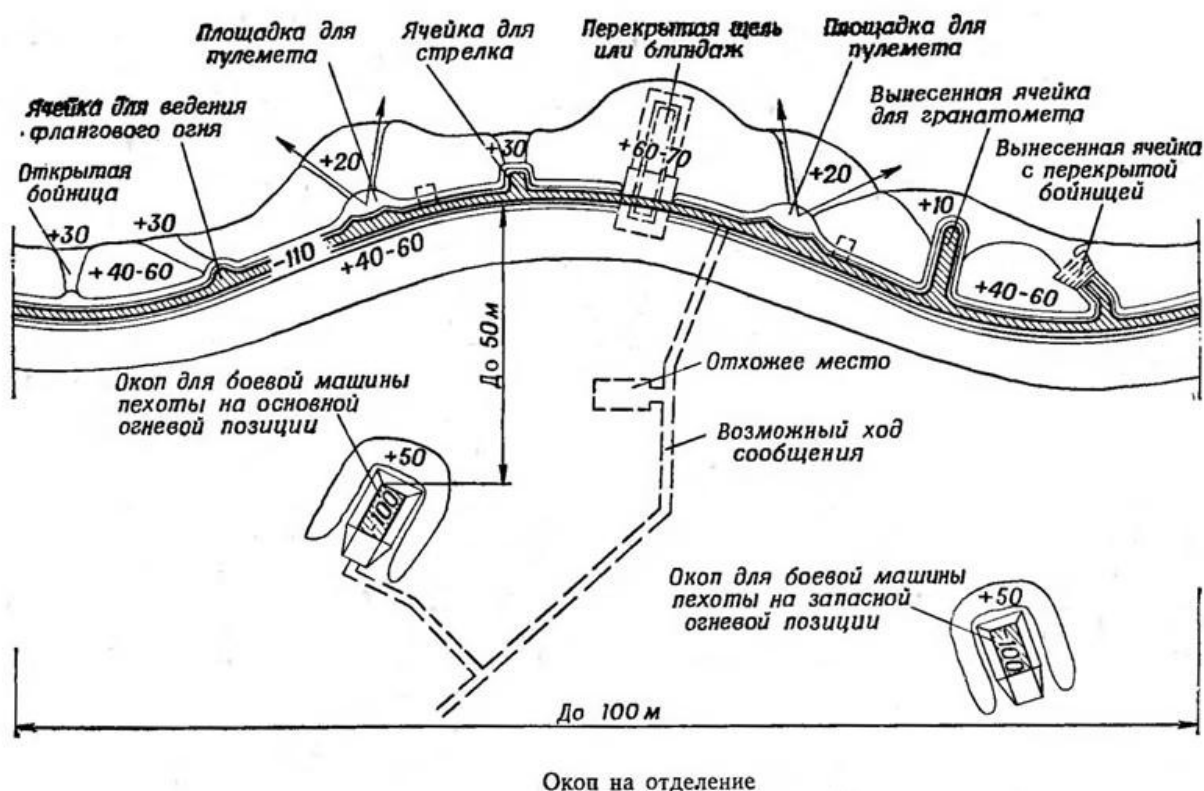 Площадка для
пулемета
Ячейка для
стрелка
Перекрытая щель
или блиндаж
Площадка для
пулемета
Ячейка для ведения
флангового огня
Вынесенная ячейка
для гранатомета
Вынесенная ячейка
с перекрытой
бойницей
Открытая
бойница
+30
+30
+40-60
-110
+40-60
+20
+30
+60-70
+20
+10
+40-60
До 50м
Отхожее место
Окоп для боевой машины
пехоты на основной
огневой позиции
Возможный ход
сообщения
+50
-100
Окоп для боевой машины
пехоты на запасной
огневой позиции
+50
-100
До 100 м
Окоп на отделение